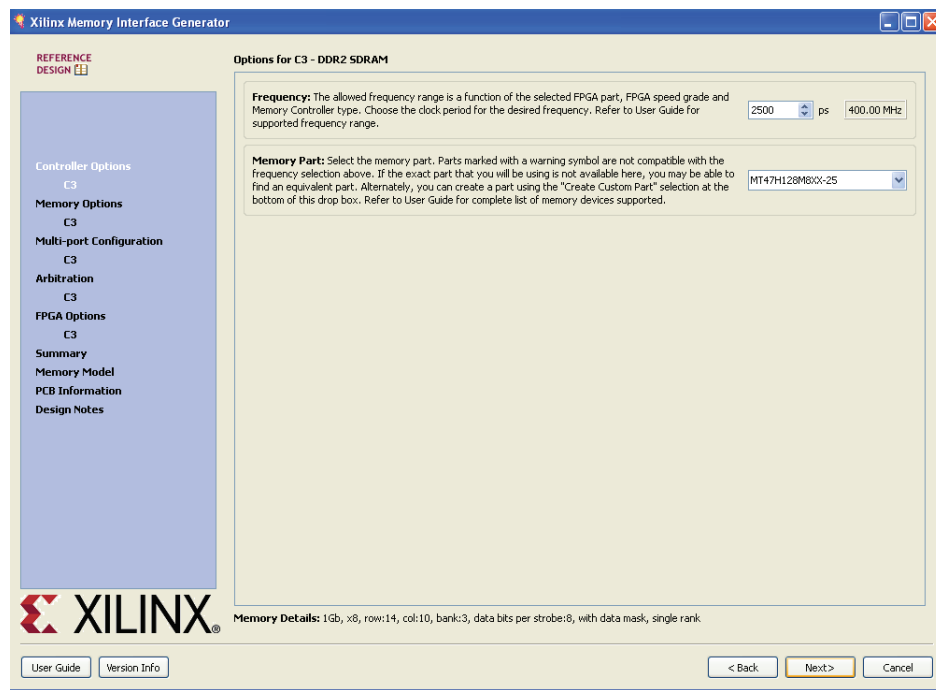 Xilinx Memory Interface Generator
REFERENCE
DESIGN
Options for C3 - DDR2 SDRAM
Frequency: The allowed frequency range is a function of the selected FPGA part, FPGA speed grade and
Memory Controller type. Choose the clock period for the desired frequency. Refer to User Guide for
supported frequency range.
2500 ps 400.00 MHz
Memory Part: Select the memory part. Parts marked with a warning symbol are not compatible with the
frequency selection above. If the exact part that you will be using is not available here, you may be able to
find an equivalent part. Alternately, you can create a part using the "Create Custom Part" selection at the
bottom of this drop box. Refer to User Guide for complete list of memory devices supported.
MT47H128M8XX-25
Controller Options
C3
Memory Options
C3
Multi-port Configuration
C3
Arbitration
C3
FPGA Options
C3
Summary
Memory Model
PCB Information
Design Notes
XILINX®
Memory Details: 1Gb, x8, row:14, col:10, bank:3, data bits per strobe:8, with data mask, single rank
User Guide Version Info < Back Next> Cancel